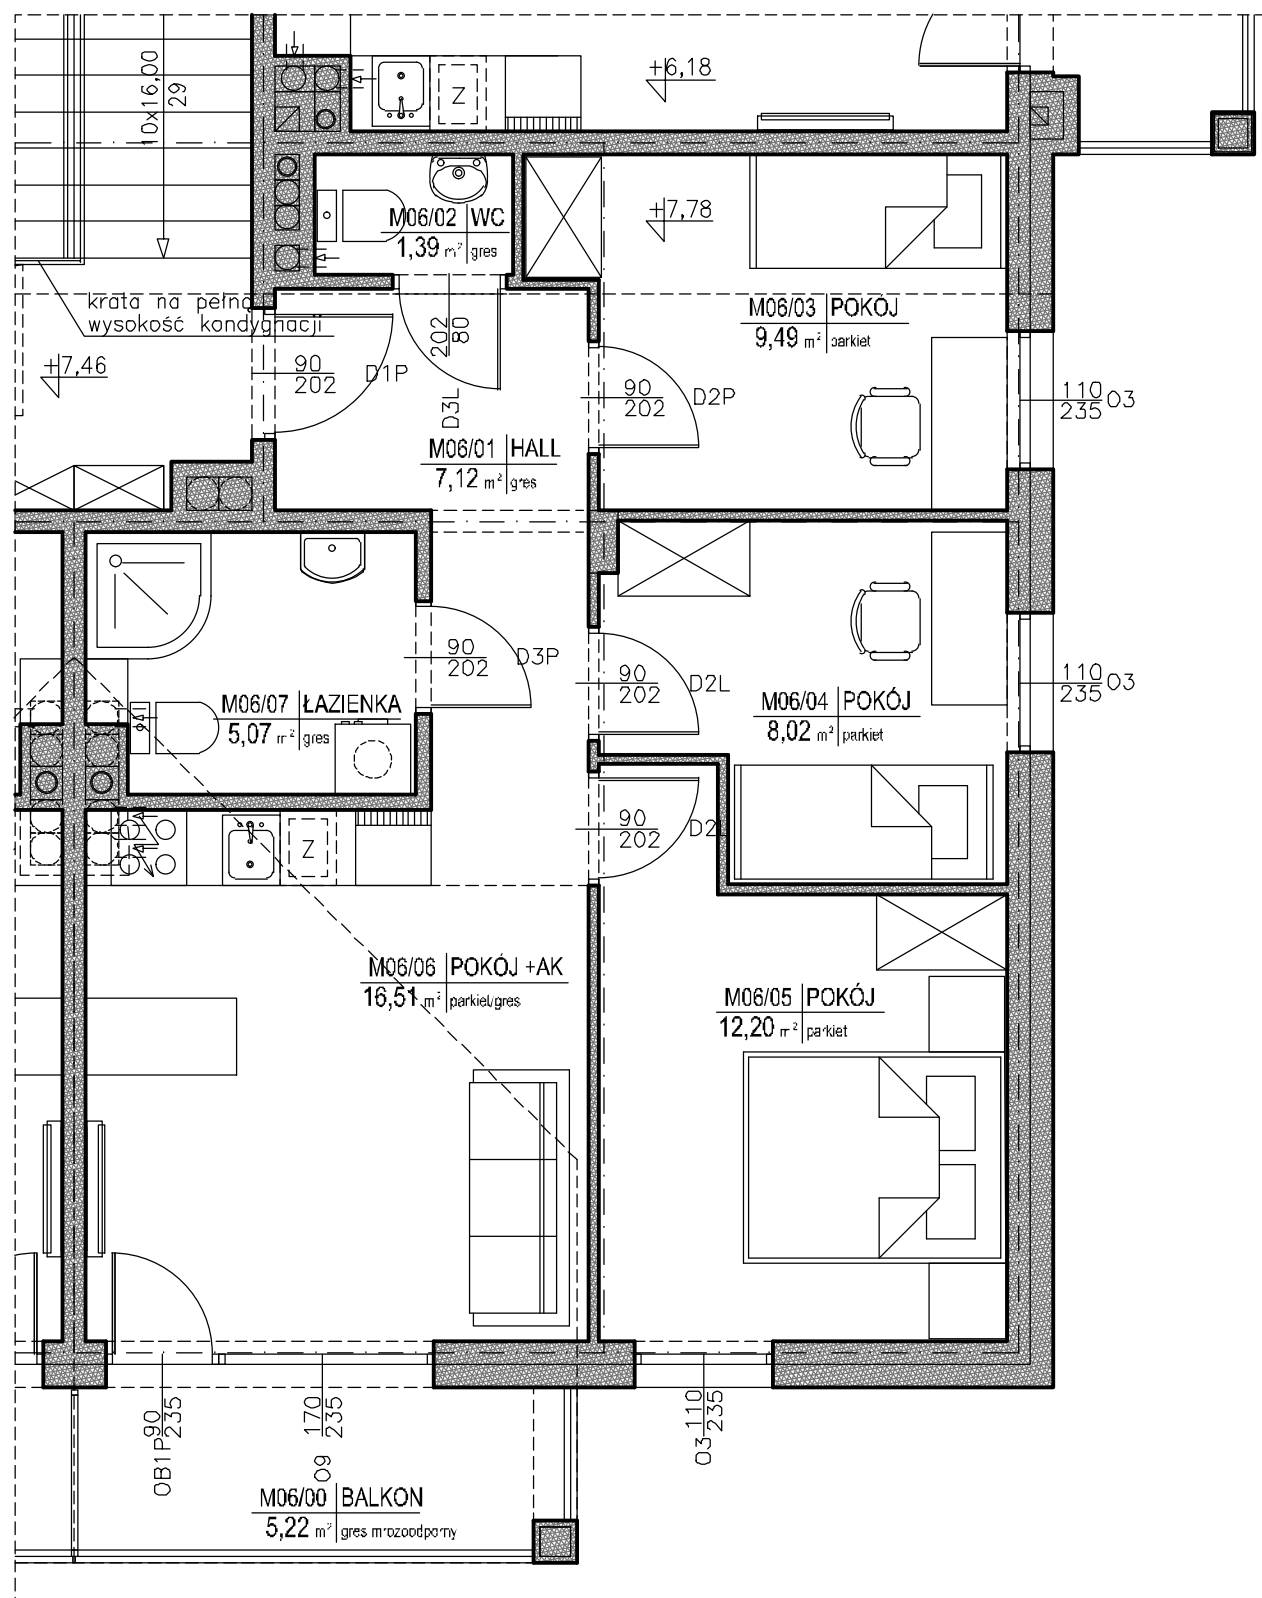 10x16,00
29
+6,18
Z
M06/02 WC
1,39 m² gres
+7,78
krata na pełną
wysokość kondygnacji
M06/03 POKÓJ
9,49 m² parkiet
+7,46
90
202
D1P
202
80
D3L
90
202
D2P
110
235
O3
M06/01 HALL
7,12 m² gres
90
202
D3P
90
202
D2L
110
235
O3
M06/07 ŁAZIENKA
5,07 m² gres
M06/04 POKÓJ
8,02 m² parkiet
90
202
D2L
Z
M06/06 POKÓJ +AK
16,51 m² parkiet/gres
M06/05 POKÓJ
12,20 m² parkiet
90
235
OB1P
170
235
O9
110
235
O3
M06/00 BALKON
5,22 m² gres mrozoodporny